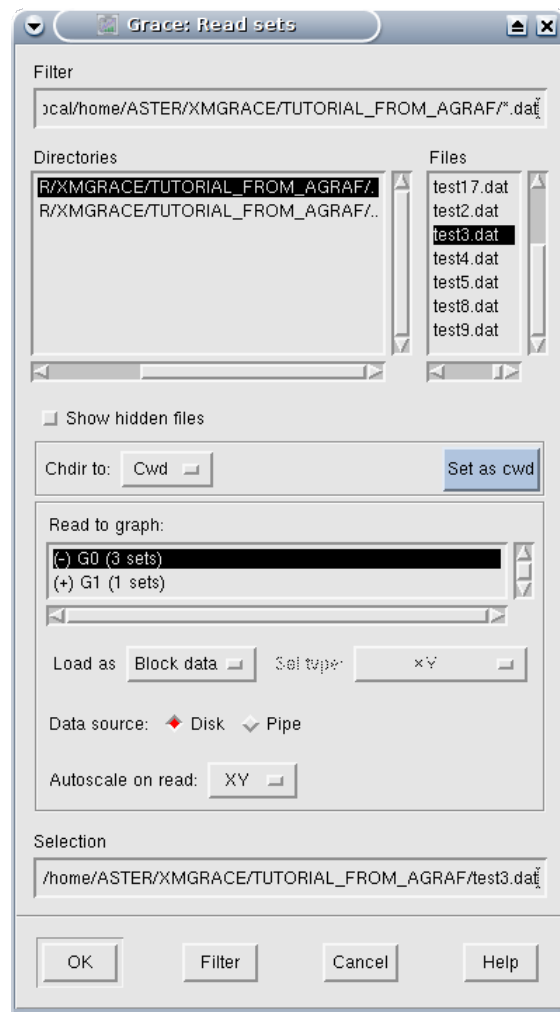 Grace: Read sets
Filter
ocal/home/ASTER/XMGRACE/TUTORIAL_FROM_AGRAF/*.dat
Directories
Files
R/XMGRACE/TUTORIAL_FROM_AGRAF/.
R/XMGRACE/TUTORIAL_FROM_AGRAF/..
test17.dat
test2.dat
test3.dat
test4.dat
test5.dat
test8.dat
test9.dat
Show hidden files
Chdir to: Cwd Set as cwd
Read to graph:
(-) G0 (3 sets)
(+) G1 (1 sets)
Load as Block data Set type: XY
Data source: Disk Pipe
Autoscale on read: XY
Selection
/home/ASTER/XMGRACE/TUTORIAL_FROM_AGRAF/test3.dat
OK Filter Cancel Help